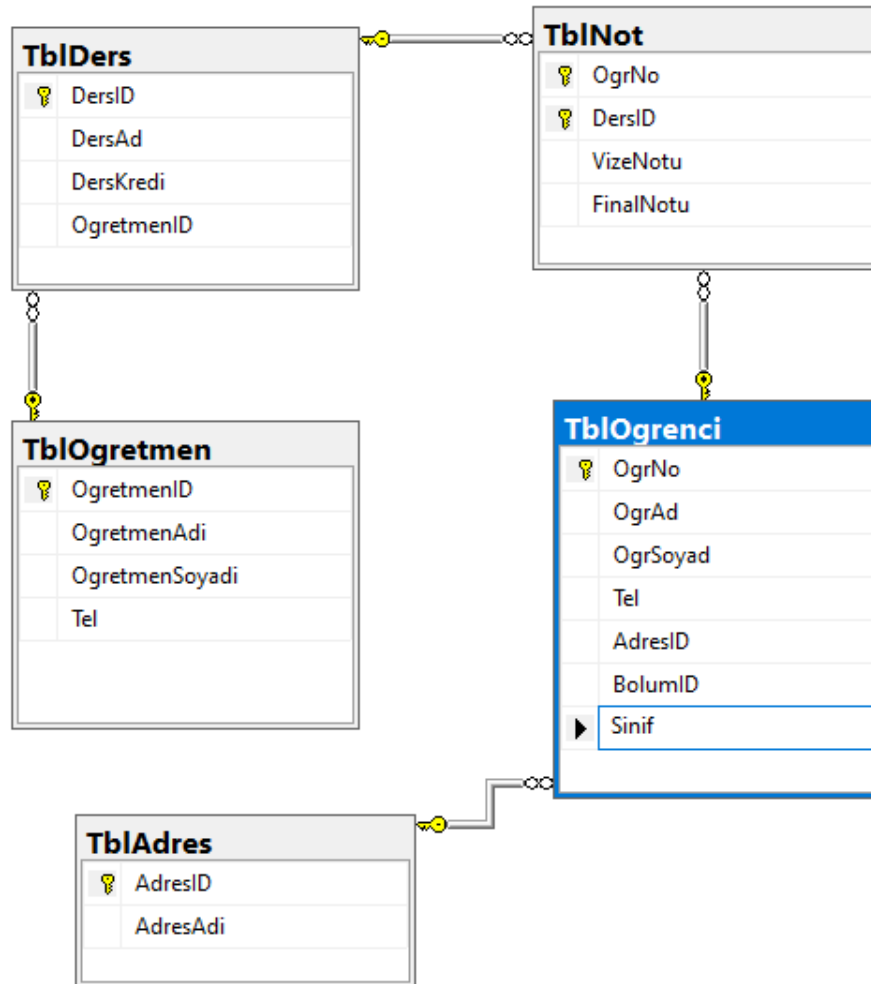 TblDers
DersID
DersAd
DersKredi
OgretmenID
TblNot
OgrNo
DersID
VizeNotu
FinalNotu
TblOgretmen
OgretmenID
OgretmenAdi
OgretmenSoyadi
Tel
TblOgrenci
OgrNo
OgrAd
OgrSoyad
Tel
AdresID
BolumID
Sinif
TblAdres
AdresID
AdresAdi